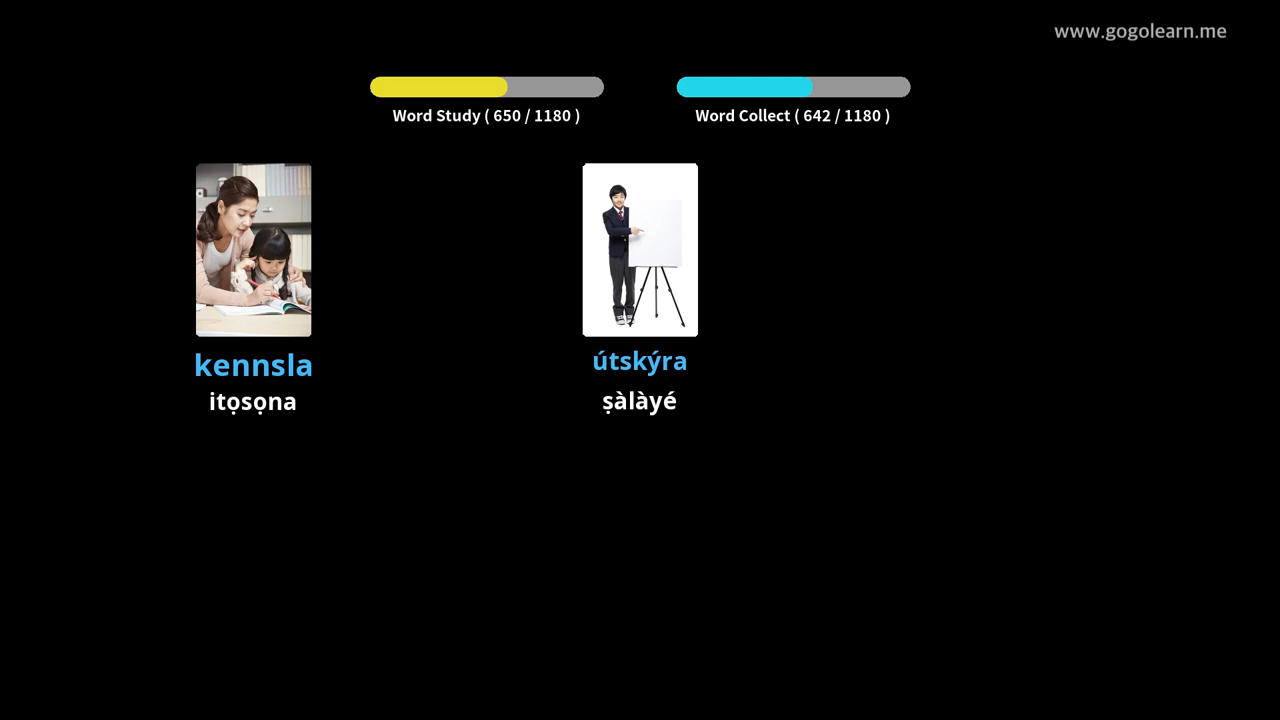 www.gogolearn.me
Word Study ( 650 / 1180 )
Word Collect ( 642 / 1180 )
kennsla
itọsọna
útskýra
ṣàlàyé